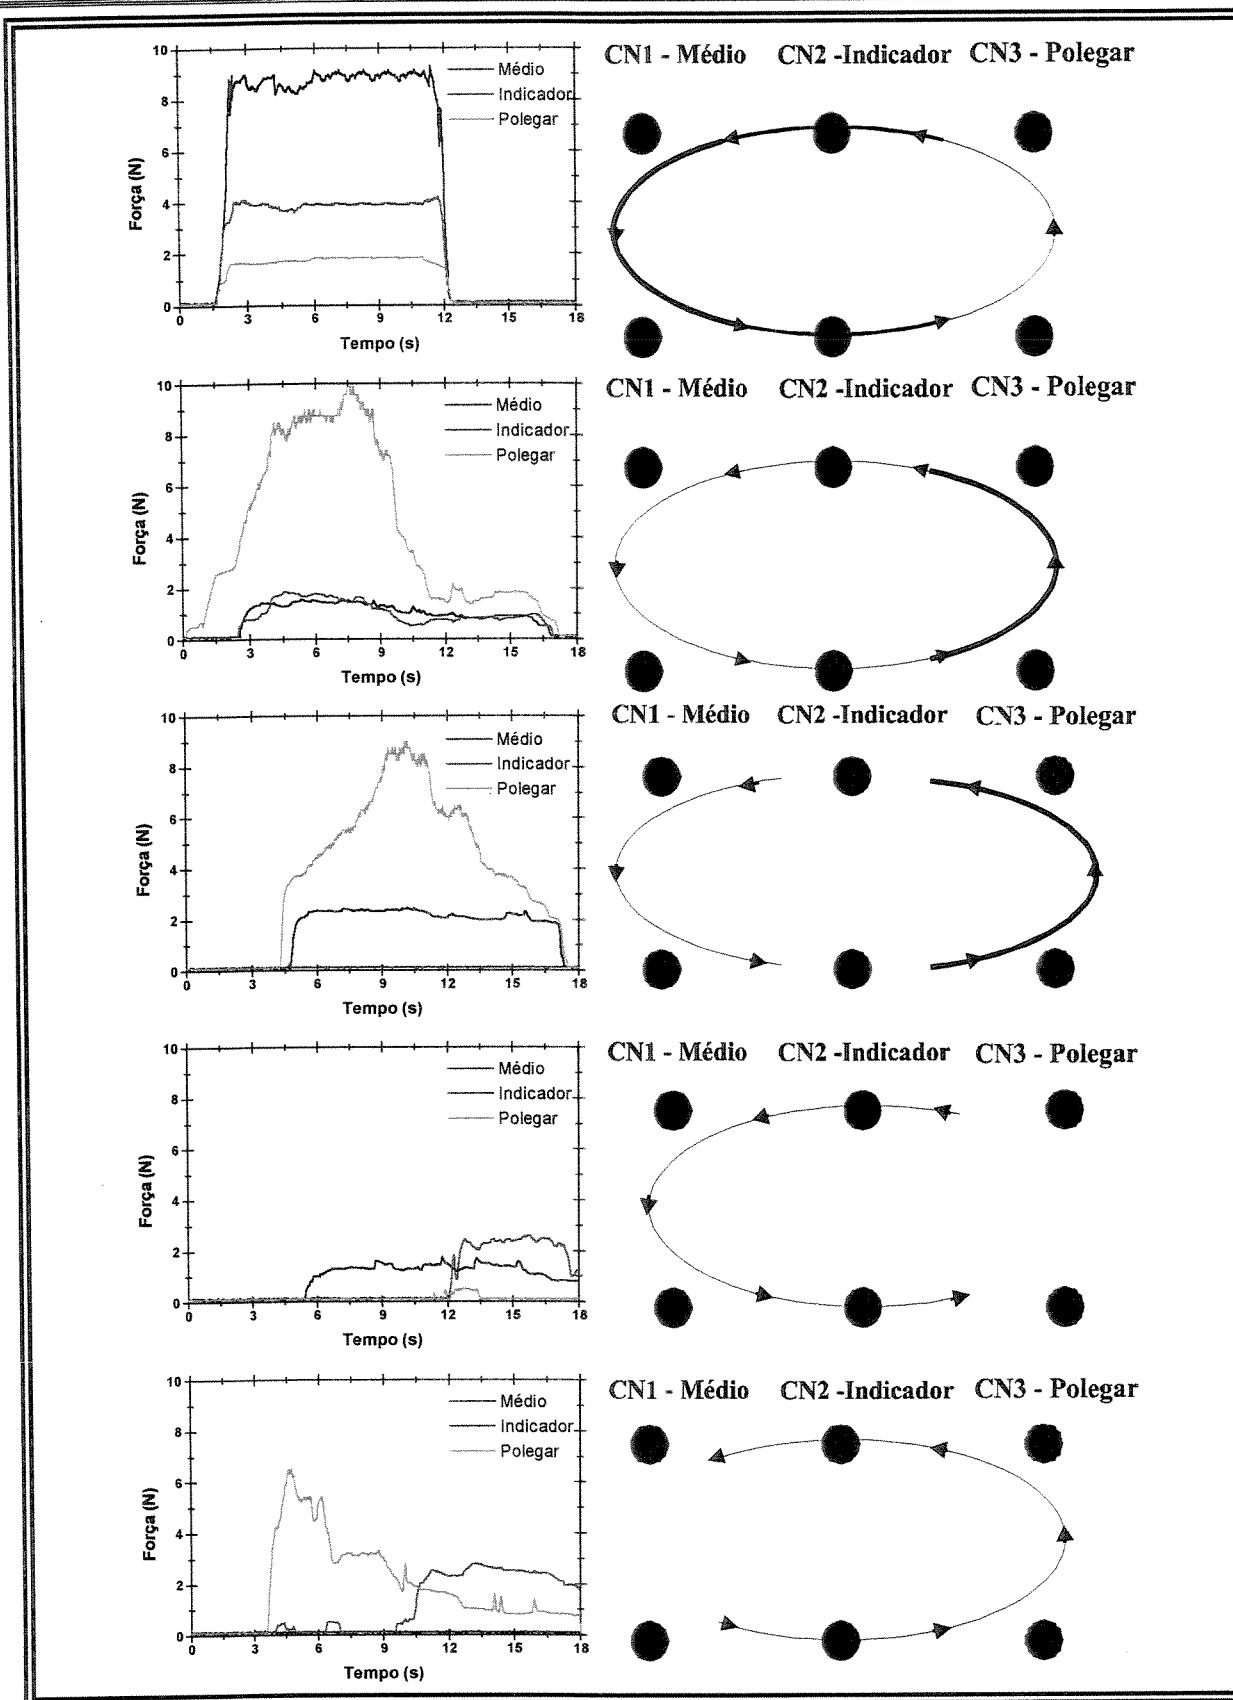 CN1 - Médio CN2 -Indicador CN3 - Polegar
10
8
6
4
2
0
Força (N)
Médio
Indicador
Polegar
0 3 6 9 12 15 18
Tempo (s)
CN1 - Médio CN2 -Indicador CN3 - Polegar
10
8
6
4
2
0
Força (N)
Médio
Indicador
Polegar
0 3 6 9 12 15 18
Tempo (s)
CN1 - Médio CN2 -Indicador CN3 - Polegar
10
8
6
4
2
0
Força (N)
Médio
Indicador
Polegar
0 3 6 9 12 15 18
Tempo (s)
CN1 - Médio CN2 -Indicador CN3 - Polegar
10
8
6
4
2
0
Força (N)
Médio
Indicador
Polegar
0 3 6 9 12 15 18
Tempo (s)
CN1 - Médio CN2 -Indicador CN3 - Polegar
10
8
6
4
2
0
Força (N)
Médio
Indicador
Polegar
0 3 6 9 12 15 18
Tempo (s)